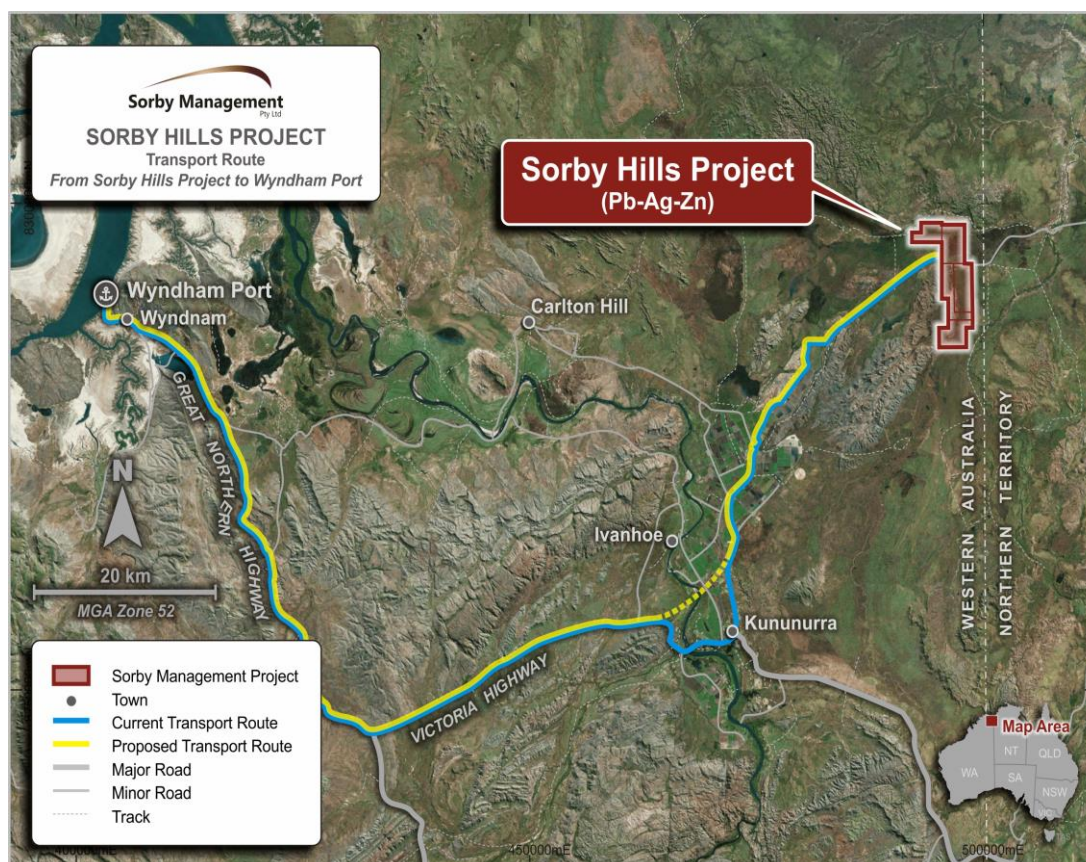 Sorby Management
Pty Ltd
SORBY HILLS PROJECT
Transport Route
From Sorby Hills Project to Wyndham Port
Sorby Hills Project
(Pb-Ag-Zn)
Wyndham Port
Wyndnam
Carlton Hill
GREAT NORTHERN HIGHWAY
N
20 km
MGA Zone 52
Ivanhoe
Kununurra
VICTORIA HIGHWAY
WESTERN AUSTRALIA
NORTHERN TERRITORY
Sorby Management Project
Town
Current Transport Route
Proposed Transport Route
Major Road
Minor Road
Track
Map Area
NT
QLD
WA
SA
NSW
VIC
450000mE
500000mE